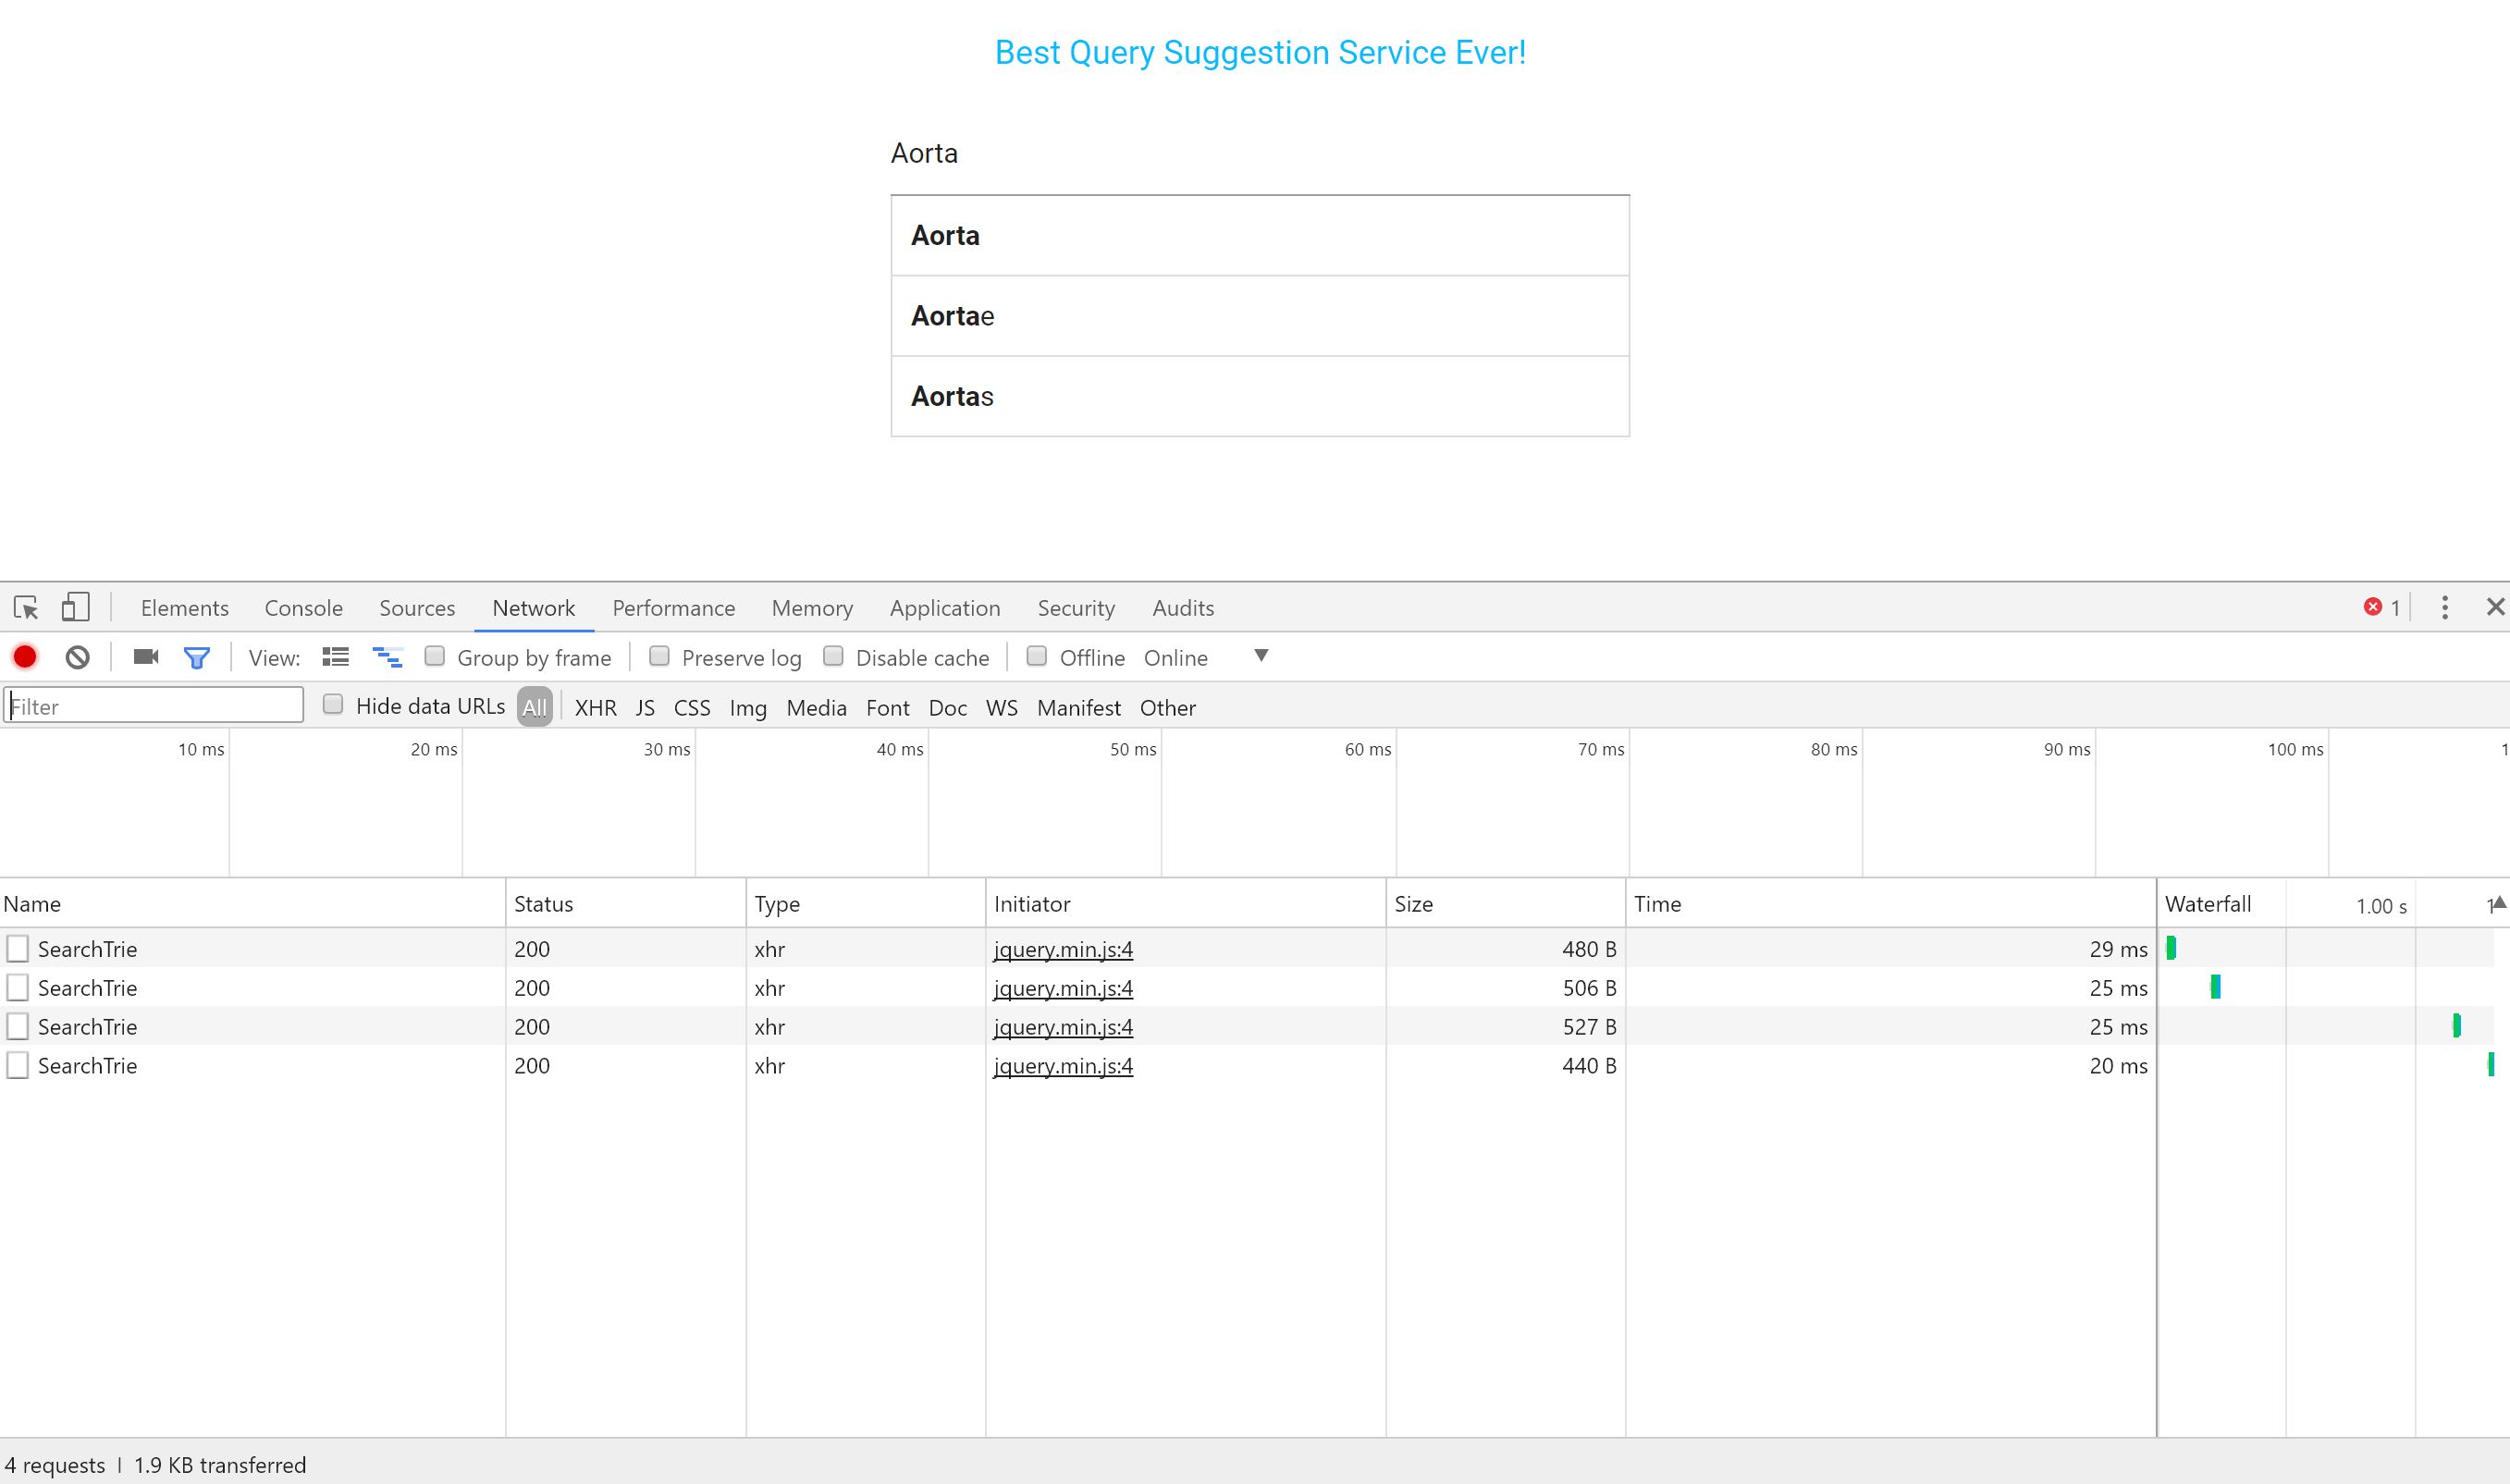 Best Query Suggestion Service Ever!
Aorta
Aorta
Aortae
Aortas
Elements Console Sources Network Performance Memory Application Security Audits 1
View: Group by frame Preserve log Disable cache Offline Online
Filter Hide data URLs All XHR JS CSS Img Media Font Doc WS Manifest Other
10 ms 20 ms 30 ms 40 ms 50 ms 60 ms 70 ms 80 ms 90 ms 100 ms 1
Name Status Type Initiator Size Time Waterfall 1.00 s 1
SearchTrie 200 xhr jquery.min.js:4 480 B 29 ms
SearchTrie 200 xhr jquery.min.js:4 506 B 25 ms
SearchTrie 200 xhr jquery.min.js:4 527 B 25 ms
SearchTrie 200 xhr jquery.min.js:4 440 B 20 ms
4 requests | 1.9 KB transferred